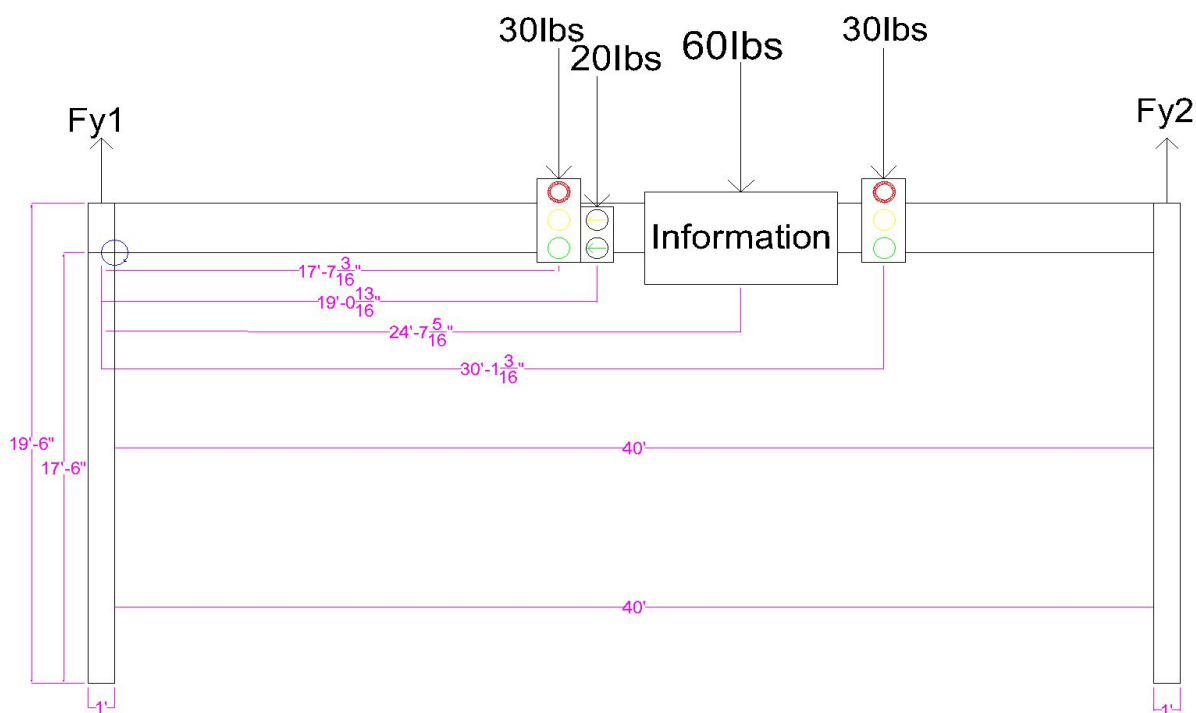 30lbs
20lbs
60lbs
30lbs
Fy1
Fy2
Information
17'-7 3/16"
19'-0 13/16"
24'-7 5/16"
30'-1 3/16"
19'-6"
17'-6"
40'
40'
1'
1'